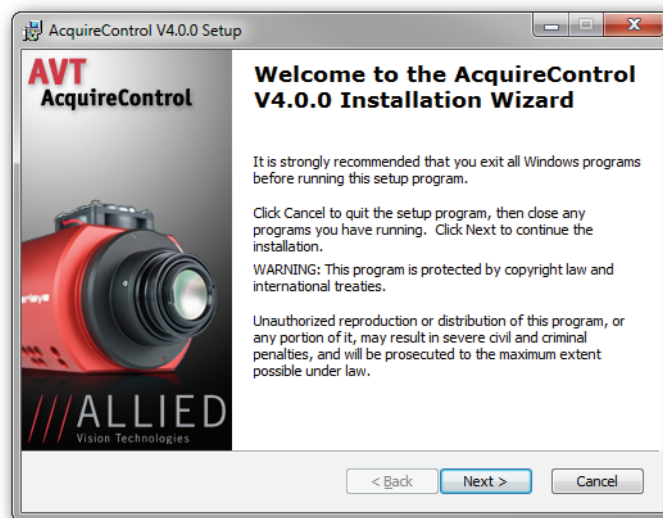 AcquireControl V4.0.0 Setup
AVT
AcquireControl
Welcome to the AcquireControl
V4.0.0 Installation Wizard
It is strongly recommended that you exit all Windows programs
before running this setup program.
Click Cancel to quit the setup program, then close any
programs you have running.  Click Next to continue the
installation.
WARNING: This program is protected by copyright law and
international treaties.
Unauthorized reproduction or distribution of this program, or
any portion of it, may result in severe civil and criminal
penalties, and will be prosecuted to the maximum extent
possible under law.
///ALLIED
Vision Technologies
< Back
Next >
Cancel